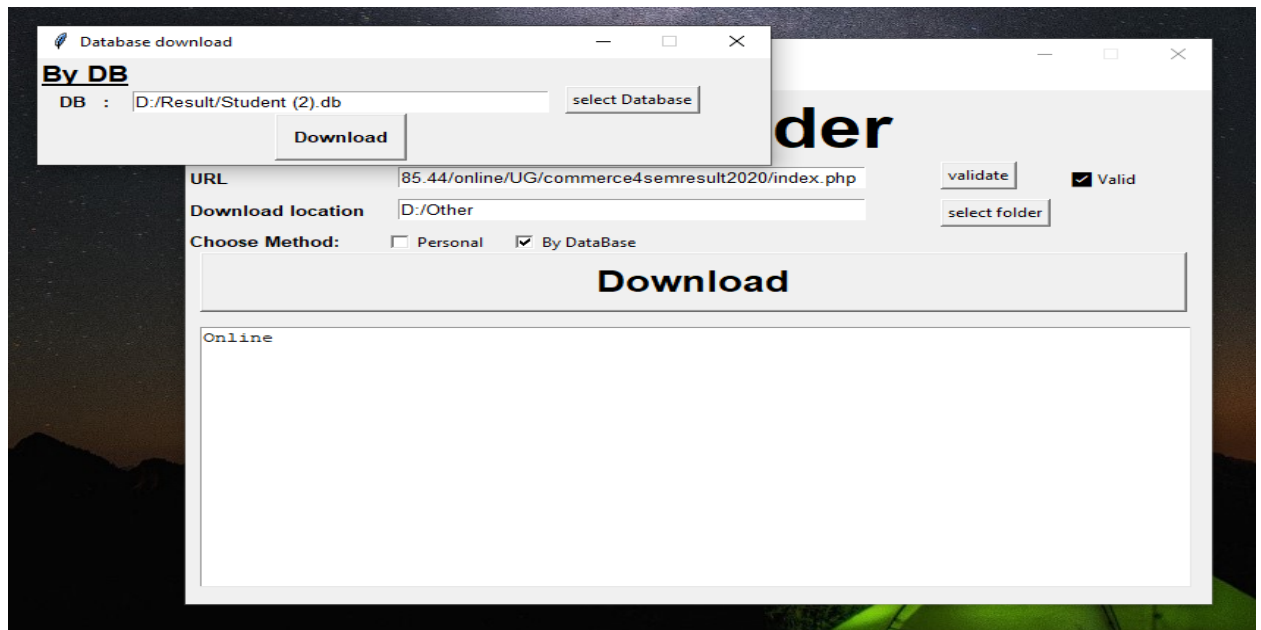 Database download
By DB
DB : D:/Result/Student (2).db select Database
Download
der
URL 85.44/online/UG/commerce4semresult2020/index.php validate Valid
Download location D:/Other select folder
Choose Method: Personal By DataBase
Download
Online